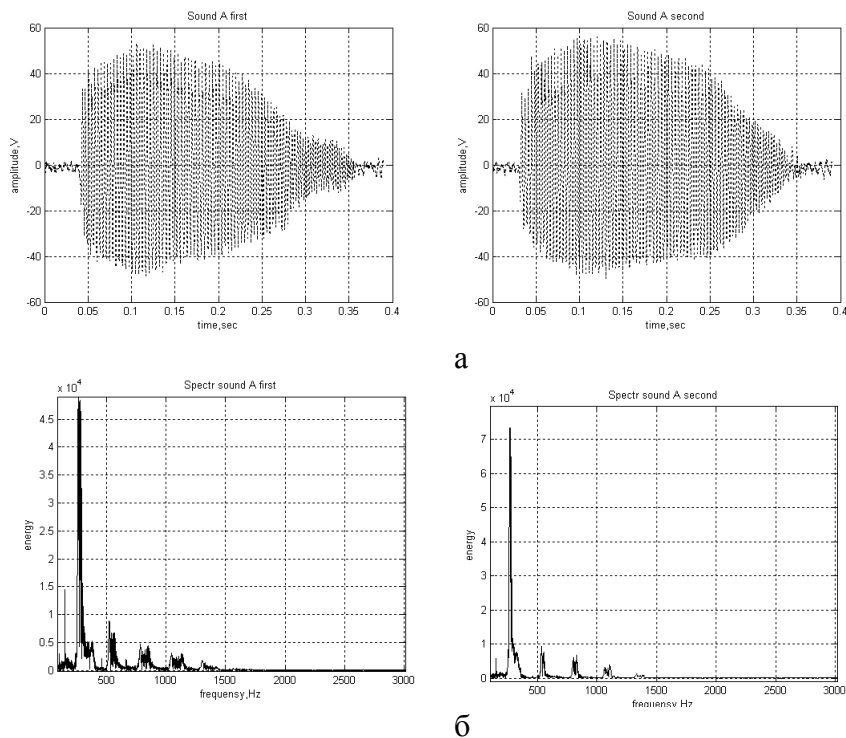 Sound A first
60
40
20
0
-20
-40
-60
0 0.05 0.1 0.15 0.2 0.25 0.3 0.35 0.4
amplitude,V
time,sec
Sound A second
60
40
20
0
-20
-40
-60
0 0.05 0.1 0.15 0.2 0.25 0.3 0.35 0.4
amplitude,V
time,sec
а
Spectr sound A first
x 10^4
4.5
4
3.5
3
2.5
2
1.5
1
0.5
0
500 1000 1500 2000 2500 3000
energy
frequensy,Hz
Spectr sound A second
x 10^4
7
6
5
4
3
2
1
0
500 1000 1500 2000 2500 3000
energy
frequensy,Hz
б